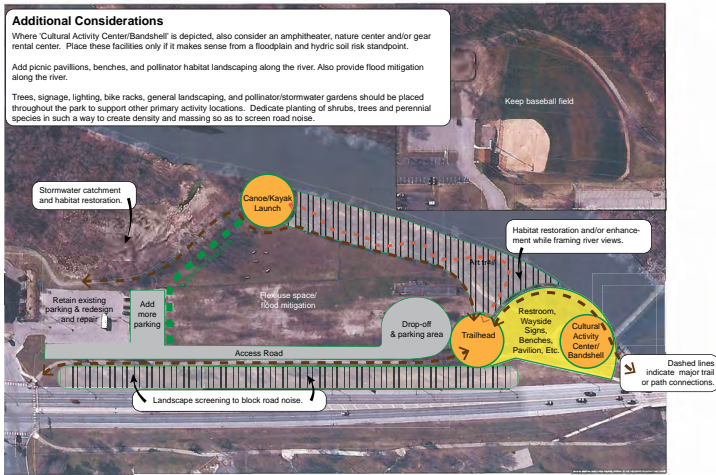 Additional Considerations
Where 'Cultural Activity Center/Bandshell' is depicted, also consider an amphitheater, nature center and/or gear
rental center. Place these facilities only if it makes sense from a floodplain and hydric soil risk standpoint.
Add picnic pavillions, benches, and pollinator habitat landscaping along the river. Also provide flood mitigation
along the river.
Trees, signage, lighting, bike racks, general landscaping, and pollinator/stormwater gardens should be placed
throughout the park to support other primary activity locations. Dedicate planting of shrubs, trees and perennial
species in such a way to create density and massing so as to screen road noise.
Keep baseball field
Stormwater catchment
and habitat restoration.
Canoe/Kayak
Launch
Habitat restoration and/or enhance-
ment while framing river views.
Art trail
Retain existing
parking & redesign
and repair
Add
more
parking
Flex use space/
flood mitigation
Drop-off
& parking area
Trailhead
Restroom,
Wayside
Signs,
Benches,
Pavilion, Etc.
Cultural
Activity
Center/
Bandshell
Access Road
Dashed lines
indicate major trail
or path connections.
Landscape screening to block road noise.